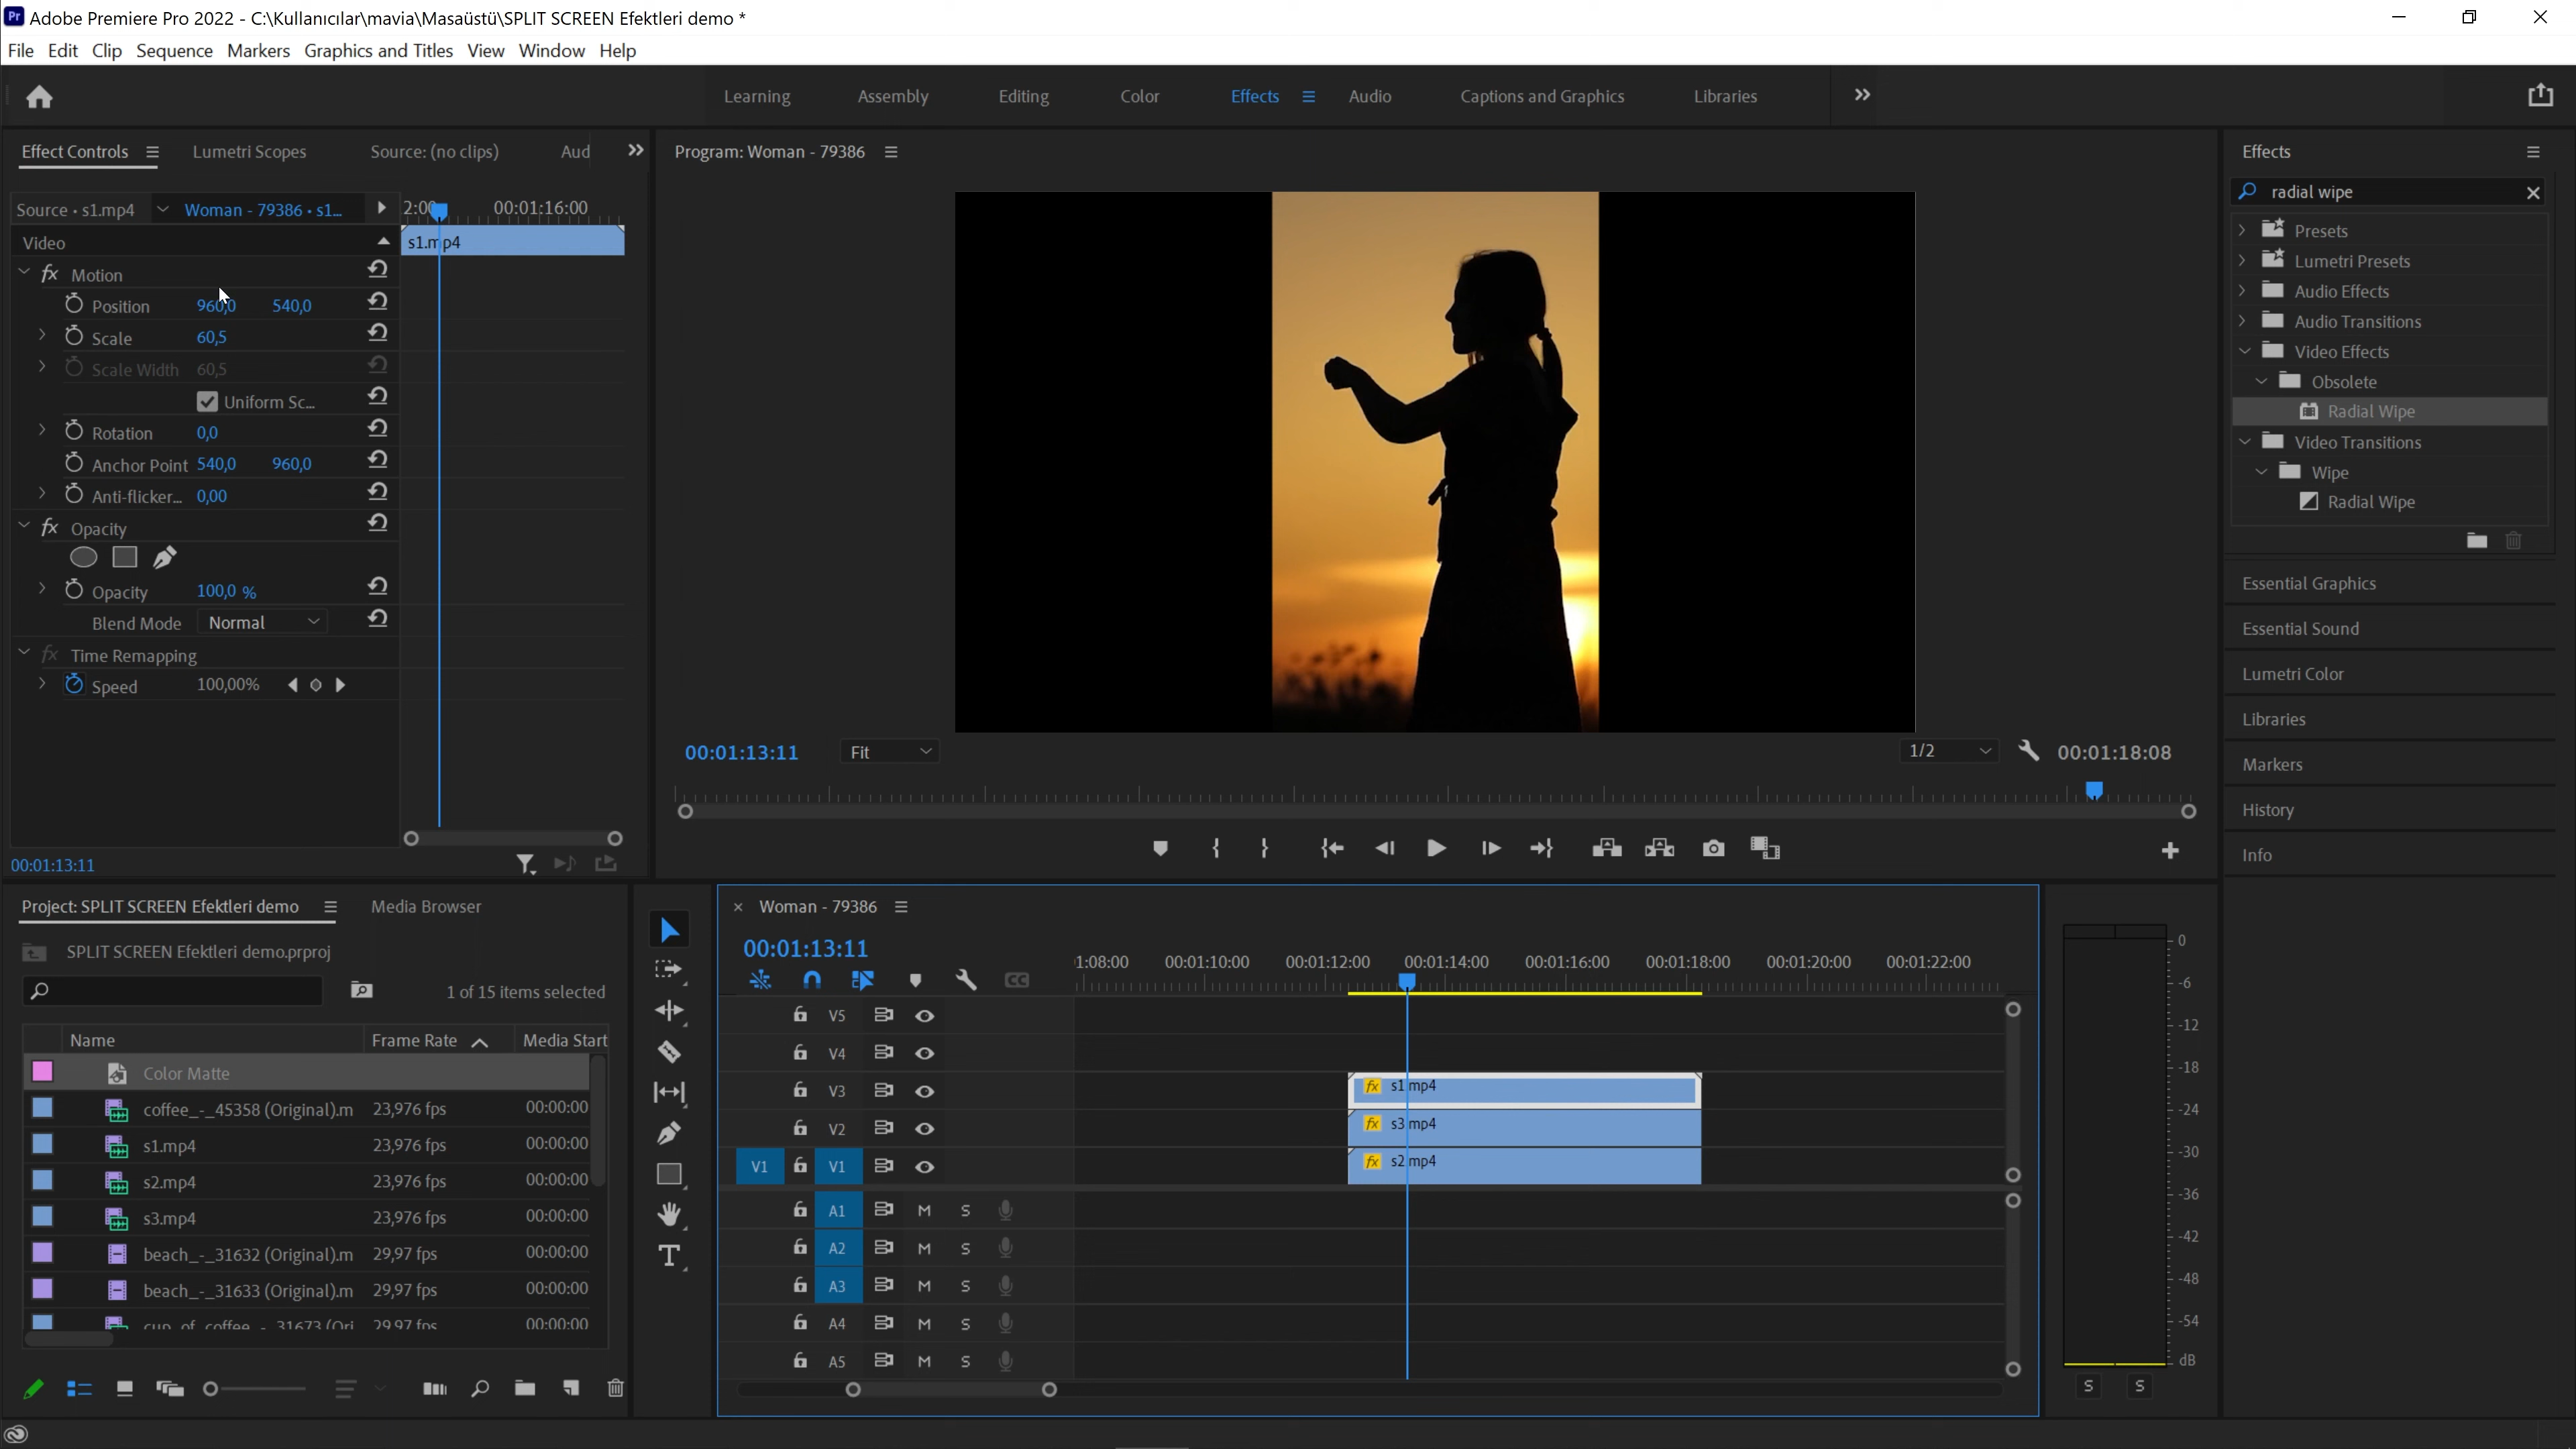 Adobe Premiere Pro 2022 - C:\Kullanıcılar\mavia\Masaüstü\SPLIT SCREEN Efektleri demo *
File Edit Clip Sequence Markers Graphics and Titles View Window Help
Learning Assembly Editing Color Effects Audio Captions and Graphics Libraries
Effect Controls Lumetri Scopes Source: (no clips) Aud
Program: Woman - 79386
Effects
radial wipe
Source • s1.mp4 Woman - 79386 • s1...
2:00 00:01:16:00
Video
s1.mp4
Motion
Position 960,0 540,0
Scale 60,5
Scale Width 60,5
Uniform Sc...
Rotation 0,0
Anchor Point 540,0 960,0
Anti-flicker... 0,00
Opacity
Opacity 100,0 %
Blend Mode Normal
Time Remapping
Speed 100,00%
00:01:13:11
00:01:13:11 Fit 1/2 00:01:18:08
Presets
Lumetri Presets
Audio Effects
Audio Transitions
Video Effects
Obsolete
Radial Wipe
Video Transitions
Wipe
Radial Wipe
Essential Graphics
Essential Sound
Lumetri Color
Libraries
Markers
History
Info
Project: SPLIT SCREEN Efektleri demo Media Browser
SPLIT SCREEN Efektleri demo.prproj
1 of 15 items selected
Name Frame Rate Media Start
Color Matte
coffee_-_45358 (Original).m 23,976 fps 00:00:00
s1.mp4 23,976 fps 00:00:00
s2.mp4 23,976 fps 00:00:00
s3.mp4 23,976 fps 00:00:00
beach_-_31632 (Original).m 29,97 fps 00:00:00
beach_-_31633 (Original).m 29,97 fps 00:00:00
cup_of_coffee_-_31673 (Ori 29,97 fps 00:00:00
Woman - 79386
00:01:13:11
1:08:00 00:01:10:00 00:01:12:00 00:01:14:00 00:01:16:00 00:01:18:00 00:01:20:00 00:01:22:00
V5
V4
V3 s1.mp4
V2 s3.mp4
V1 V1 s2.mp4
A1 M S
A2 M S
A3 M S
A4 M S
A5 M S
0
-6
-12
-18
-24
-30
-36
-42
-48
-54
dB
S S